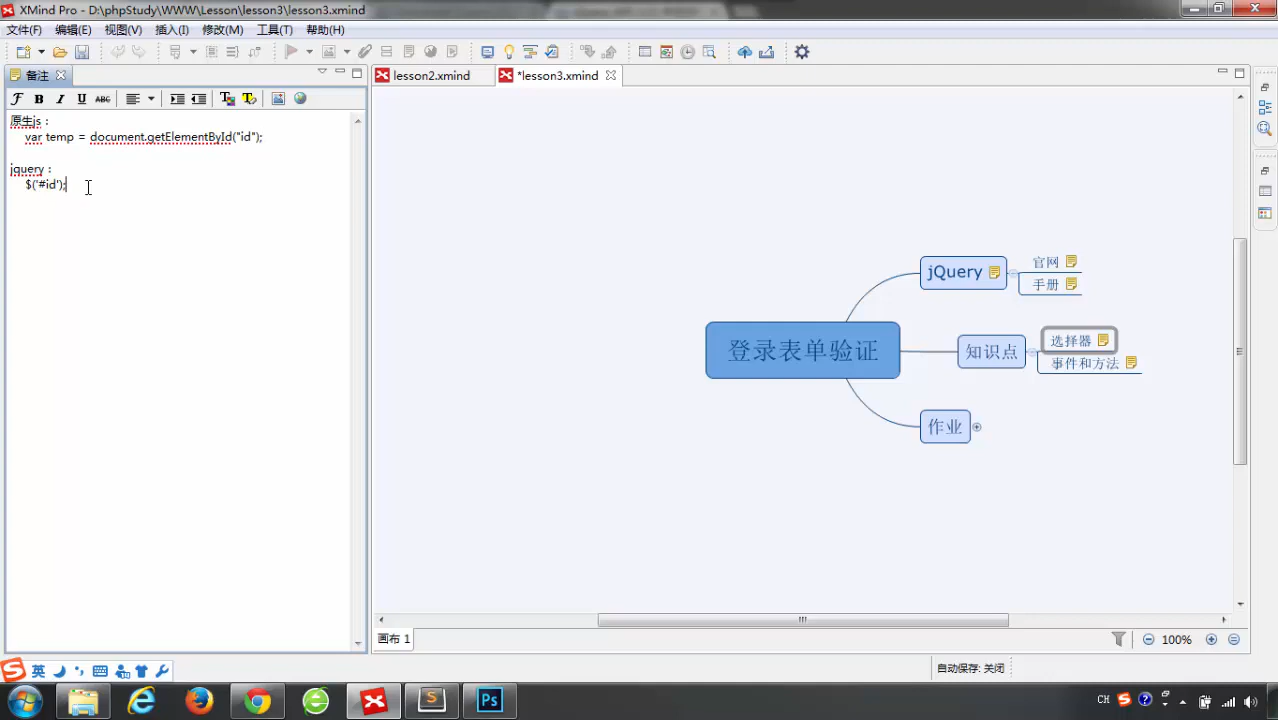 XMind Pro - D:\phpStudy\WWW\Lesson\lesson3\lesson3.xmind
文件(F) 编辑(E) 视图(V) 插入(I) 修改(M) 工具(T) 帮助(H)
备注
lesson2.xmind
*lesson3.xmind
B I U ABC
原生js：
var temp = document.getElementById("id");
jquery：
$('#id');
jQuery
官网
手册
登录表单验证
知识点
选择器
事件和方法
作业
画布 1
100%
英
自动保存: 关闭
Ps
CH